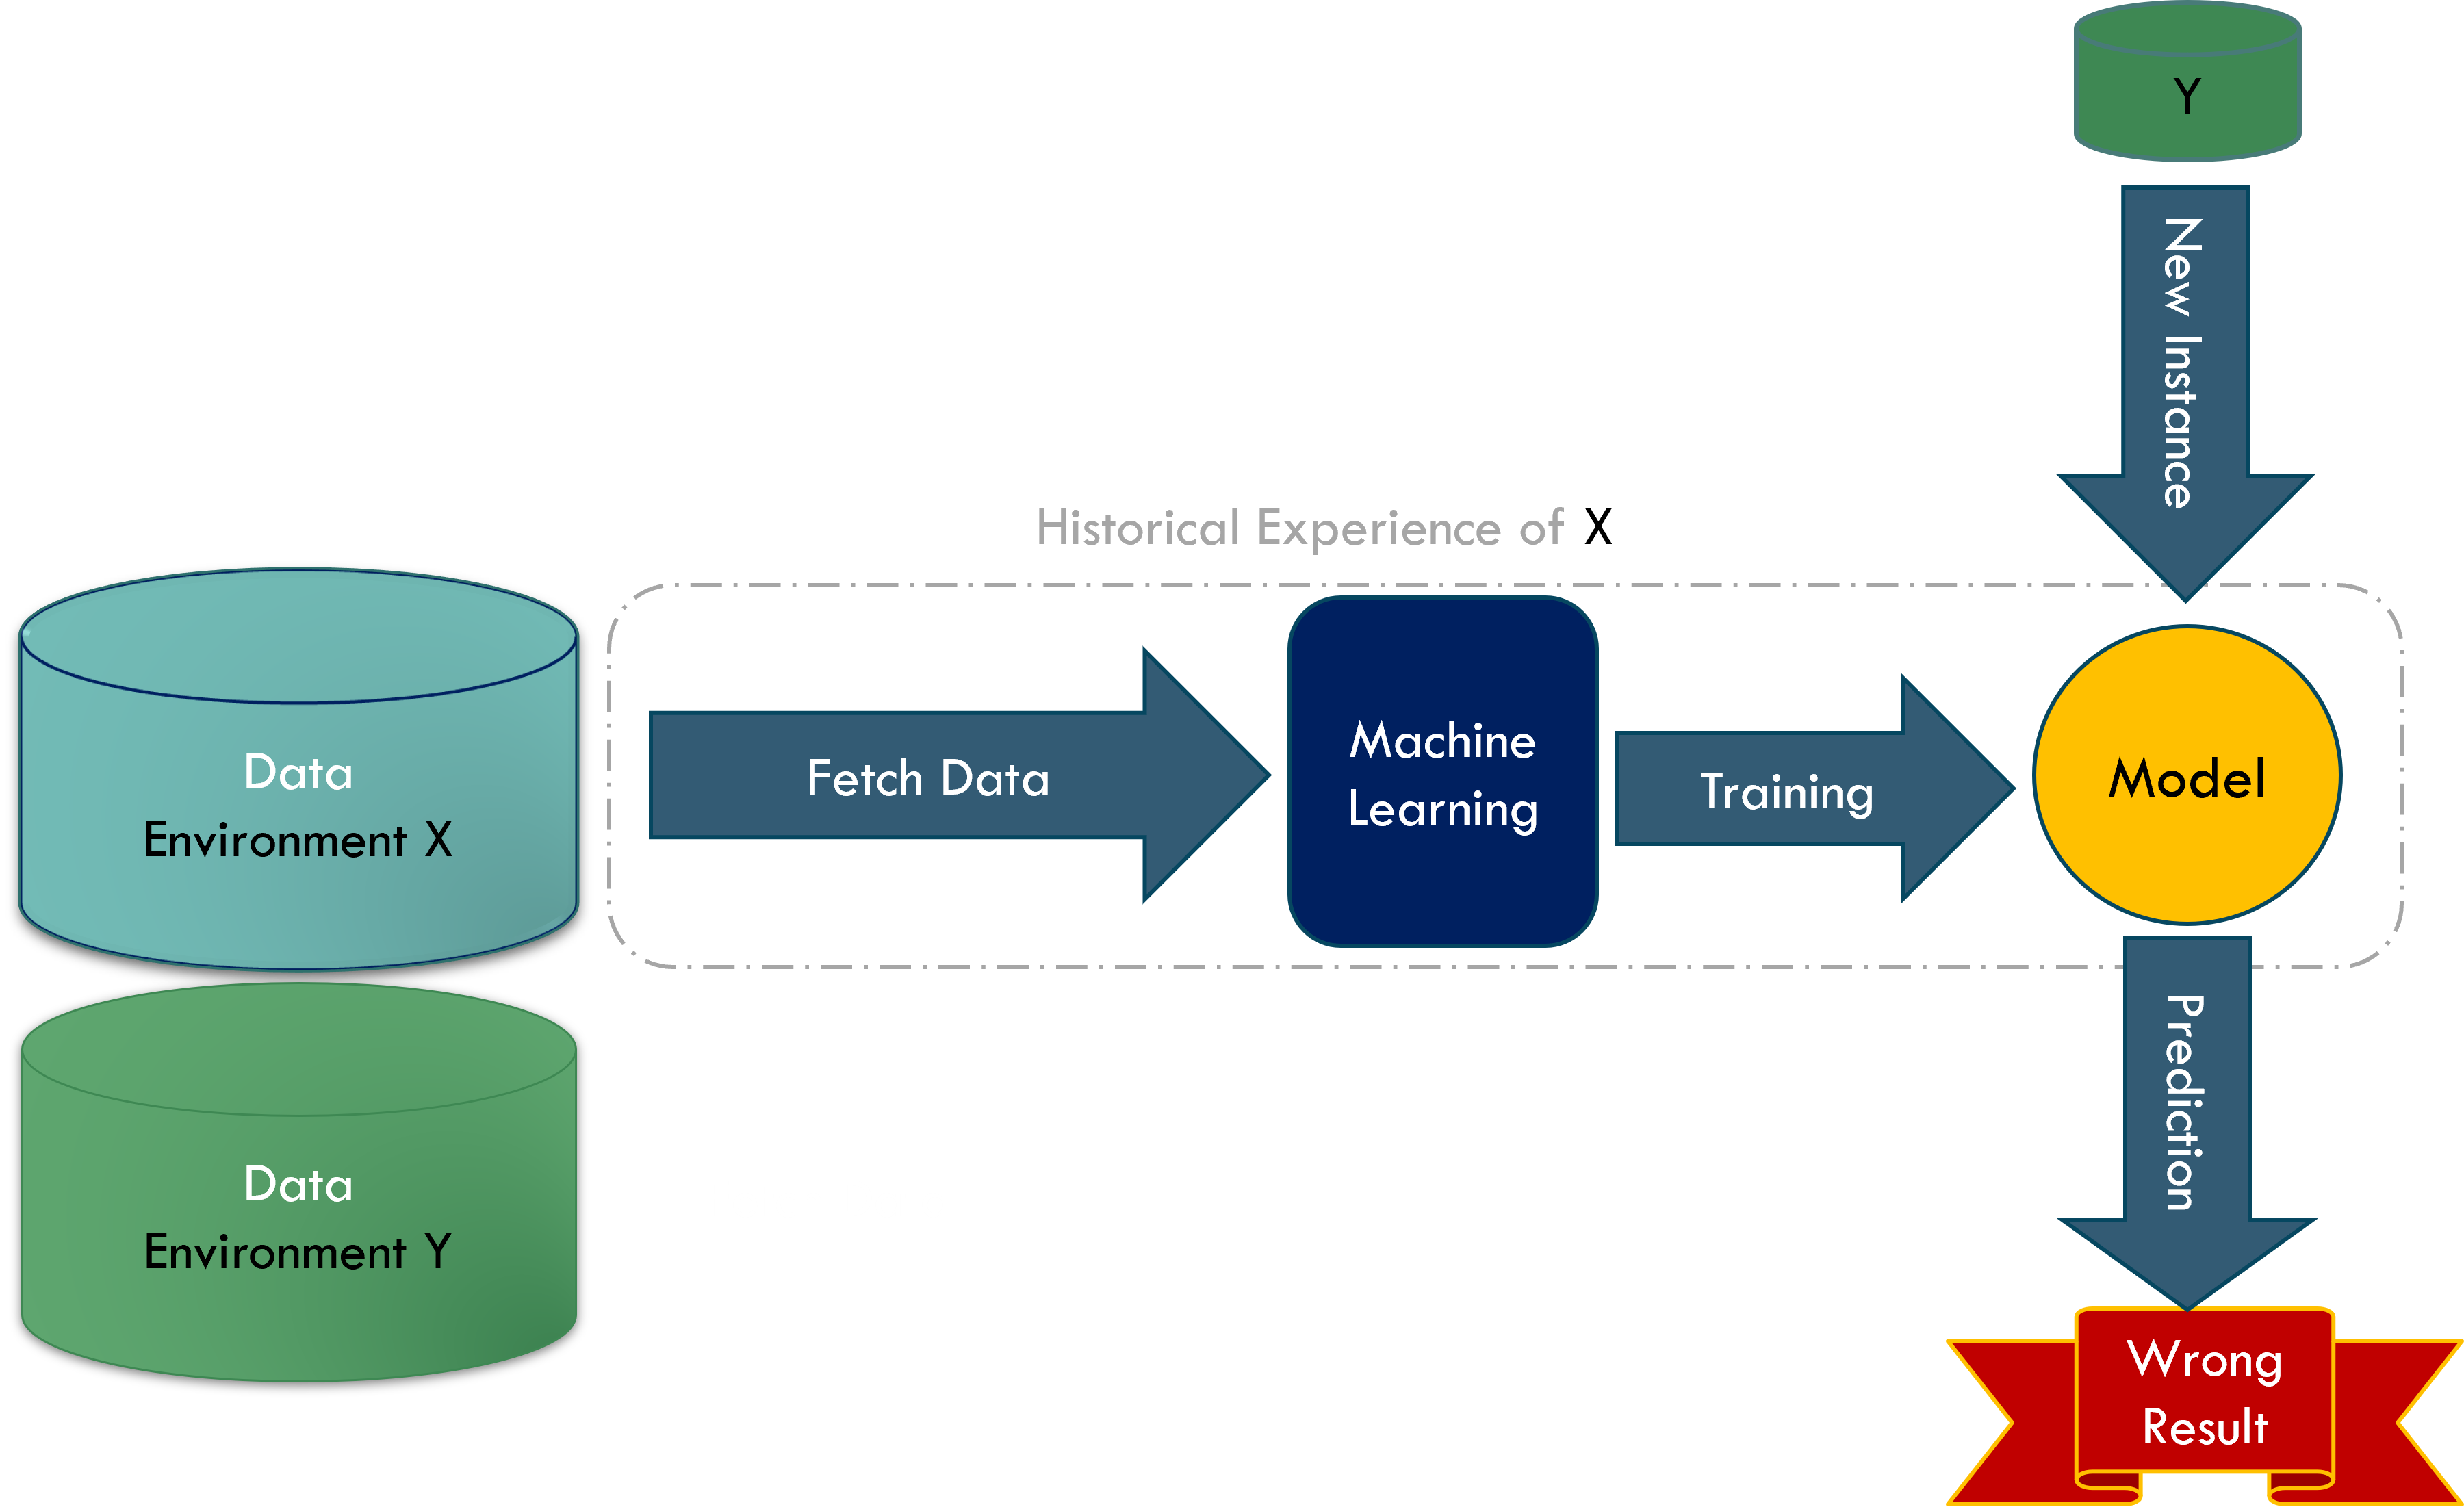 Y
New Instance
Historical Experience of X
Data
Environment X
Fetch Data
Machine
Learning
Training
Model
Data
Environment Y
Prediction
Wrong
Result